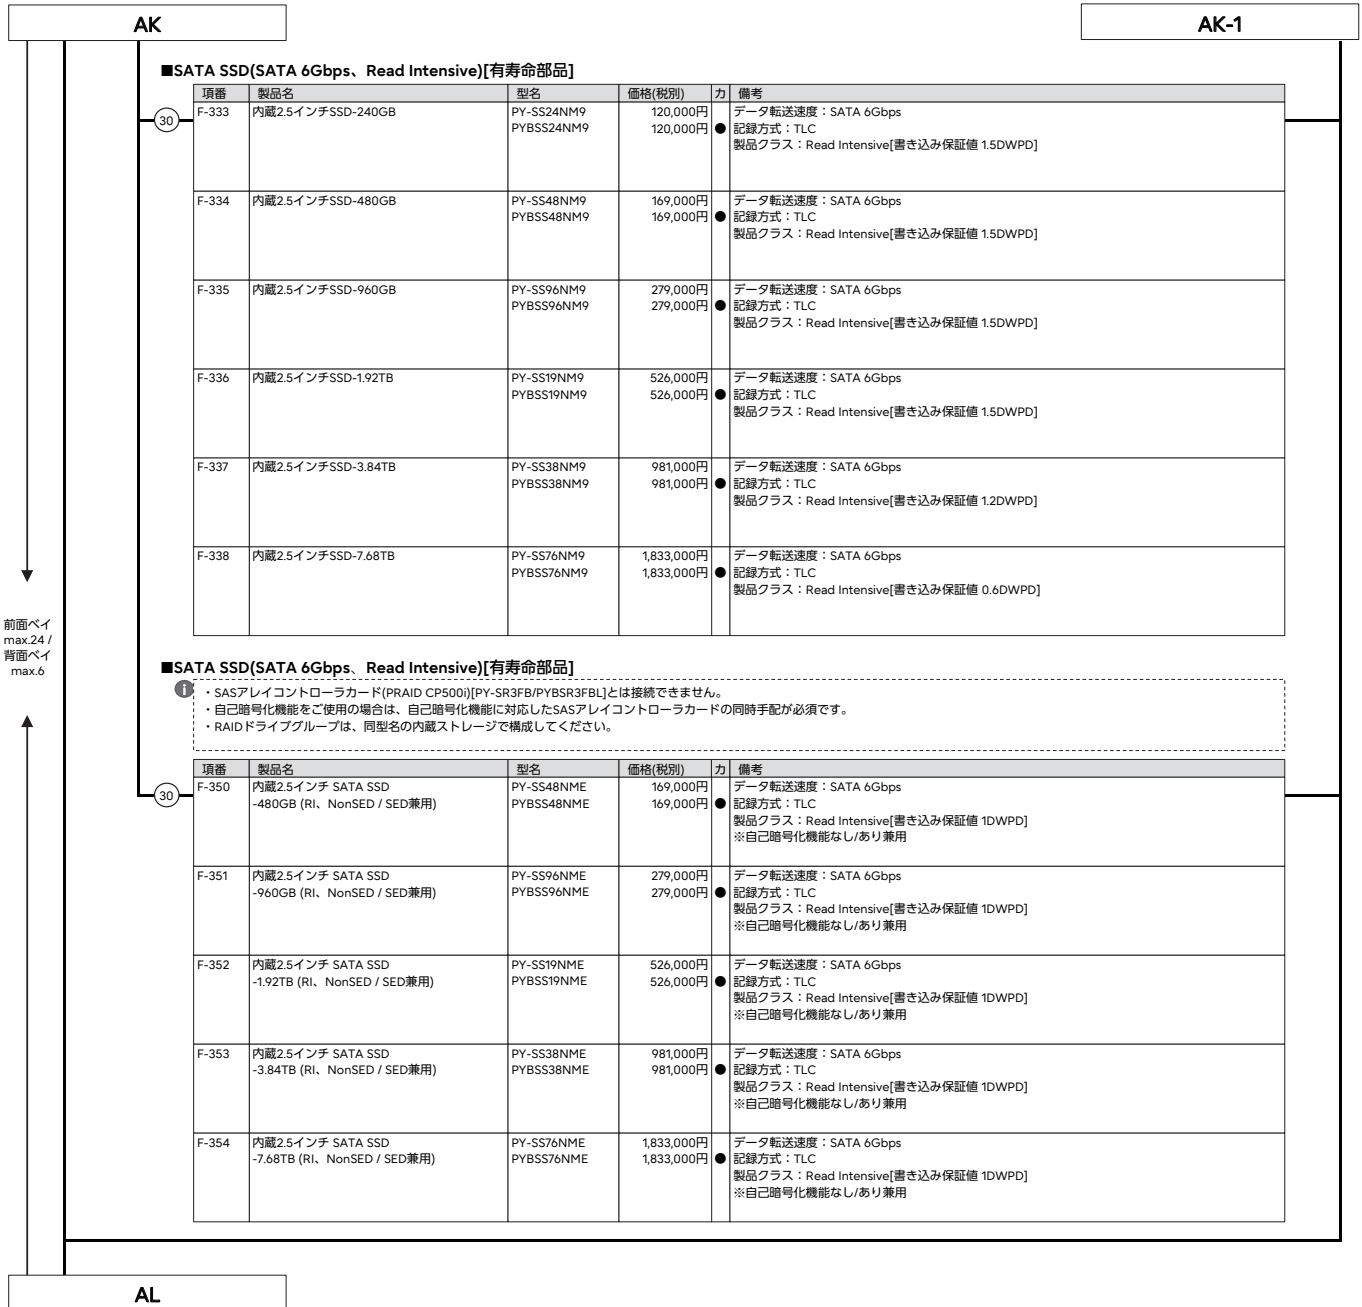 AK
AK-1
■SATA SSD(SATA 6Gbps、Read Intensive)[有寿命部品]
項番 製品名 型名 価格(税別) カ 備考
30
F-333 内蔵2.5インチSSD-240GB PY-SS24NM9 120,000円 データ転送速度：SATA 6Gbps
PYBSS24NM9 120,000円 ● 記録方式：TLC
製品クラス：Read Intensive[書き込み保証値 1.5DWPD]
F-334 内蔵2.5インチSSD-480GB PY-SS48NM9 169,000円 データ転送速度：SATA 6Gbps
PYBSS48NM9 169,000円 ● 記録方式：TLC
製品クラス：Read Intensive[書き込み保証値 1.5DWPD]
F-335 内蔵2.5インチSSD-960GB PY-SS96NM9 279,000円 データ転送速度：SATA 6Gbps
PYBSS96NM9 279,000円 ● 記録方式：TLC
製品クラス：Read Intensive[書き込み保証値 1.5DWPD]
F-336 内蔵2.5インチSSD-1.92TB PY-SS19NM9 526,000円 データ転送速度：SATA 6Gbps
PYBSS19NM9 526,000円 ● 記録方式：TLC
製品クラス：Read Intensive[書き込み保証値 1.5DWPD]
F-337 内蔵2.5インチSSD-3.84TB PY-SS38NM9 981,000円 データ転送速度：SATA 6Gbps
PYBSS38NM9 981,000円 ● 記録方式：TLC
製品クラス：Read Intensive[書き込み保証値 1.2DWPD]
F-338 内蔵2.5インチSSD-7.68TB PY-SS76NM9 1,833,000円 データ転送速度：SATA 6Gbps
PYBSS76NM9 1,833,000円 ● 記録方式：TLC
製品クラス：Read Intensive[書き込み保証値 0.6DWPD]
前面ベイ
max.24 /
背面ベイ
max.6
■SATA SSD(SATA 6Gbps、Read Intensive)[有寿命部品]
・SASアレイコントローラカード(PRAID CP500i)[PY-SR3FB/PYBSR3FBL]とは接続できません。
・自己暗号化機能をご使用の場合は、自己暗号化機能に対応したSASアレイコントローラカードの同時手配が必須です。
・RAIDドライブグループは、同型名の内蔵ストレージで構成してください。
項番 製品名 型名 価格(税別) カ 備考
30
F-350 内蔵2.5インチ SATA SSD PY-SS48NME 169,000円 データ転送速度：SATA 6Gbps
-480GB (RI、NonSED / SED兼用) PYBSS48NME 169,000円 ● 記録方式：TLC
製品クラス：Read Intensive[書き込み保証値 1DWPD]
※自己暗号化機能なし/あり兼用
F-351 内蔵2.5インチ SATA SSD PY-SS96NME 279,000円 データ転送速度：SATA 6Gbps
-960GB (RI、NonSED / SED兼用) PYBSS96NME 279,000円 ● 記録方式：TLC
製品クラス：Read Intensive[書き込み保証値 1DWPD]
※自己暗号化機能なし/あり兼用
F-352 内蔵2.5インチ SATA SSD PY-SS19NME 526,000円 データ転送速度：SATA 6Gbps
-1.92TB (RI、NonSED / SED兼用) PYBSS19NME 526,000円 ● 記録方式：TLC
製品クラス：Read Intensive[書き込み保証値 1DWPD]
※自己暗号化機能なし/あり兼用
F-353 内蔵2.5インチ SATA SSD PY-SS38NME 981,000円 データ転送速度：SATA 6Gbps
-3.84TB (RI、NonSED / SED兼用) PYBSS38NME 981,000円 ● 記録方式：TLC
製品クラス：Read Intensive[書き込み保証値 1DWPD]
※自己暗号化機能なし/あり兼用
F-354 内蔵2.5インチ SATA SSD PY-SS76NME 1,833,000円 データ転送速度：SATA 6Gbps
-7.68TB (RI、NonSED / SED兼用) PYBSS76NME 1,833,000円 ● 記録方式：TLC
製品クラス：Read Intensive[書き込み保証値 1DWPD]
※自己暗号化機能なし/あり兼用
AL